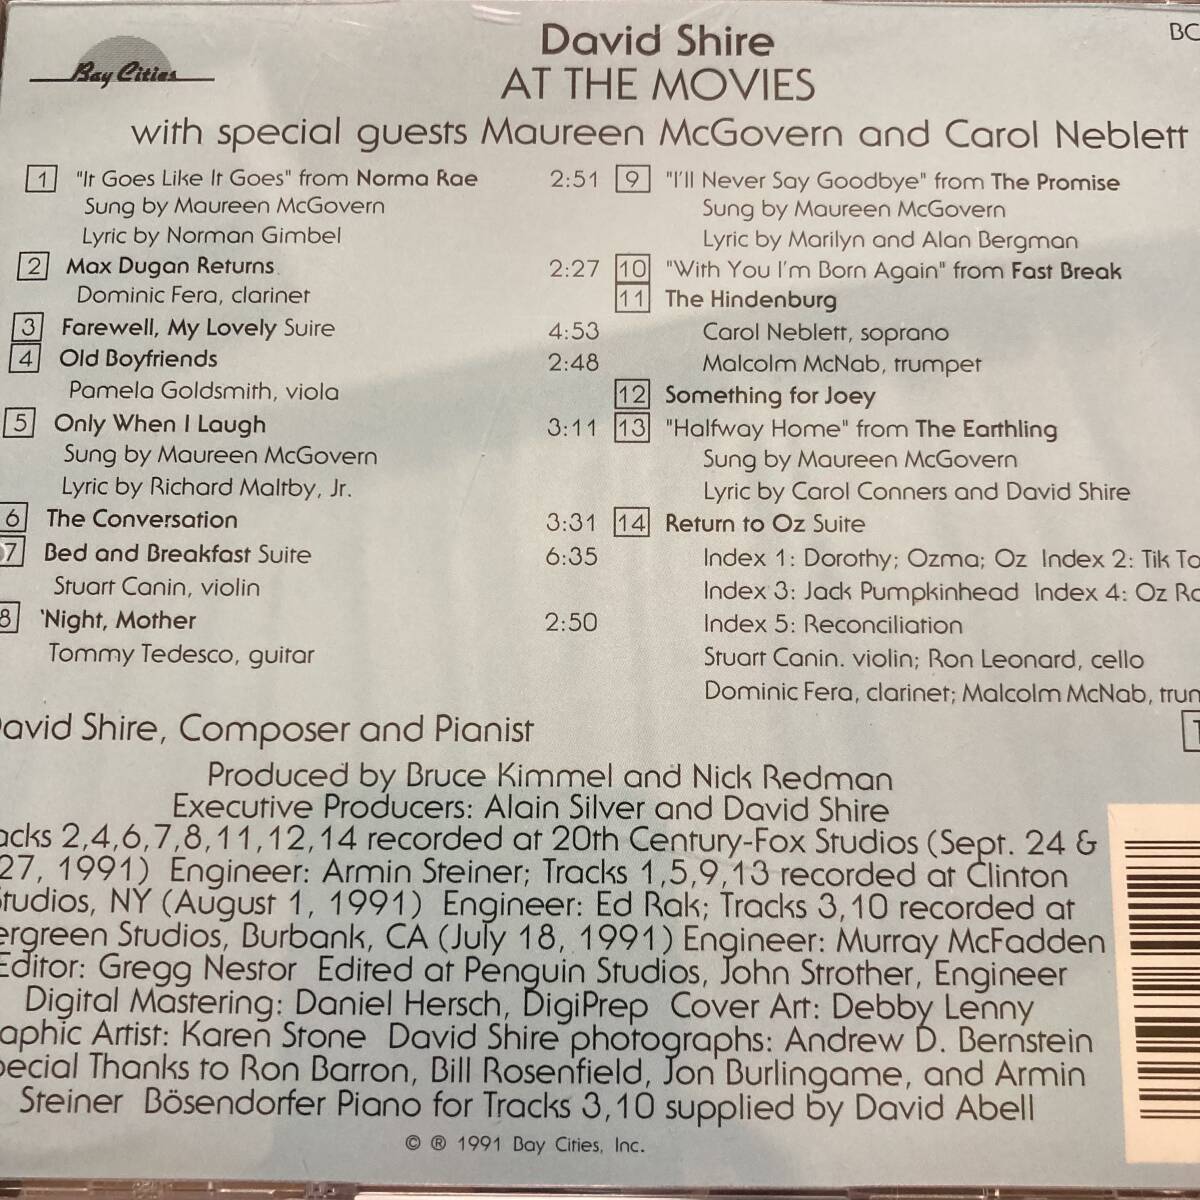 Bay Cities
David Shire
BC
AT THE MOVIES
with special guests Maureen McGovern and Carol Neblett
1 "It Goes Like It Goes" from Norma Rae 2:51
Sung by Maureen McGovern
Lyric by Norman Gimbel
2 Max Dugan Returns 2:27
Dominic Fera, clarinet
3 Farewell, My Lovely Suite 4:53
4 Old Boyfriends 2:48
Pamela Goldsmith, viola
5 Only When I Laugh 3:11
Sung by Maureen McGovern
Lyric by Richard Maltby, Jr.
6 The Conversation 3:31
7 Bed and Breakfast Suite 6:35
Stuart Canin, violin
8 'Night, Mother 2:50
Tommy Tedesco, guitar
9 "I'll Never Say Goodbye" from The Promise
Sung by Maureen McGovern
Lyric by Marilyn and Alan Bergman
10 "With You I'm Born Again" from Fast Break
11 The Hindenburg
Carol Neblett, soprano
Malcolm McNab, trumpet
12 Something for Joey
13 "Halfway Home" from The Earthling
Sung by Maureen McGovern
Lyric by Carol Conners and David Shire
14 Return to Oz Suite
Index 1: Dorothy; Ozma; Oz Index 2: Tik To
Index 3: Jack Pumpkinhead Index 4: Oz Ra
Index 5: Reconciliation
Stuart Canin. violin; Ron Leonard, cello
Dominic Fera, clarinet; Malcolm McNab, trum
David Shire, Composer and Pianist
Produced by Bruce Kimmel and Nick Redman
Executive Producers: Alain Silver and David Shire
acks 2,4,6,7,8,11,12,14 recorded at 20th Century-Fox Studios (Sept. 24 &
27, 1991) Engineer: Armin Steiner; Tracks 1,5,9,13 recorded at Clinton
Studios, NY (August 1, 1991) Engineer: Ed Rak; Tracks 3,10 recorded at
ergreen Studios, Burbank, CA (July 18, 1991) Engineer: Murray McFadden
Editor: Gregg Nestor Edited at Penguin Studios, John Strother, Engineer
Digital Mastering: Daniel Hersch, DigiPrep Cover Art: Debby Lenny
aphic Artist: Karen Stone David Shire photographs: Andrew D. Bernstein
pecial Thanks to Ron Barron, Bill Rosenfield, Jon Burlingame, and Armin
Steiner Bösendorfer Piano for Tracks 3,10 supplied by David Abell
© ® 1991 Bay Cities, Inc.